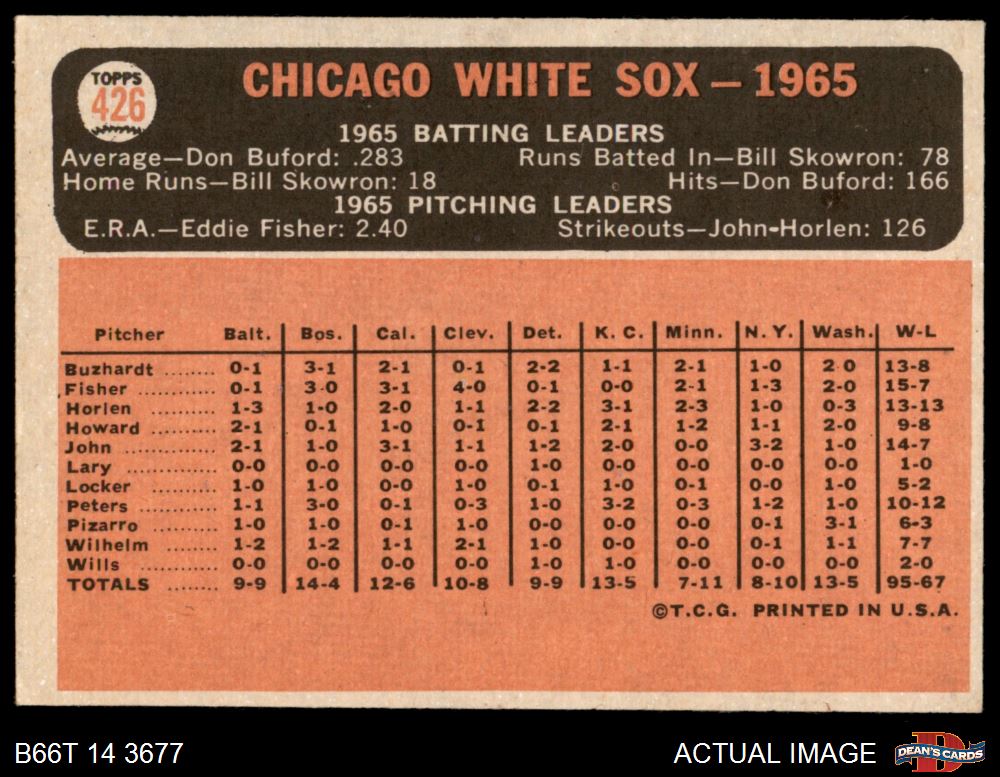 TOPPS
426
CHICAGO WHITE SOX — 1965
1965 BATTING LEADERS
Average—Don Buford: .283 Runs Batted In—Bill Skowron: 78
Home Runs—Bill Skowron: 18 Hits—Don Buford: 166
1965 PITCHING LEADERS
E.R.A.—Eddie Fisher: 2.40 Strikeouts—John-Horlen: 126
Pitcher Balt. Bos. Cal. Clev. Det. K. C. Minn. N. Y. Wash. W-L
Buzhardt ........ 0-1 3-1 2-1 0-1 2-2 1-1 2-1 1-0 2-0 13-8
Fisher ............ 0-1 3-0 3-1 4-0 0-1 0-0 2-1 1-3 2-0 15-7
Horlen ............ 1-3 1-0 2-0 1-1 2-2 3-1 2-3 1-0 0-3 13-13
Howard .......... 2-1 0-1 1-0 0-1 0-1 2-1 1-2 1-1 2-0 9-8
John ............... 2-1 1-0 3-1 1-1 1-2 2-0 0-0 3-2 1-0 14-7
Lary ............... 0-0 0-0 0-0 0-0 1-0 0-0 0-0 0-0 0-0 1-0
Locker ............ 1-0 1-0 0-0 1-0 0-1 1-0 0-1 0-0 1-0 5-2
Peters ............ 1-1 3-0 0-1 0-3 1-0 3-2 0-3 1-2 1-0 10-12
Pizarro ........... 1-0 1-0 0-1 1-0 0-0 0-0 0-0 0-1 3-1 6-3
Wilhelm ........ 1-2 1-2 1-1 2-1 1-0 0-0 0-0 0-1 1-1 7-7
Wills .............. 0-0 0-0 0-0 0-0 1-0 1-0 0-0 0-0 0-0 2-0
TOTALS ........ 9-9 14-4 12-6 10-8 9-9 13-5 7-11 8-10 13-5 95-67
©T.C.G. PRINTED IN U.S.A.
B66T 14 3677 ACTUAL IMAGE DEAN'S CARDS